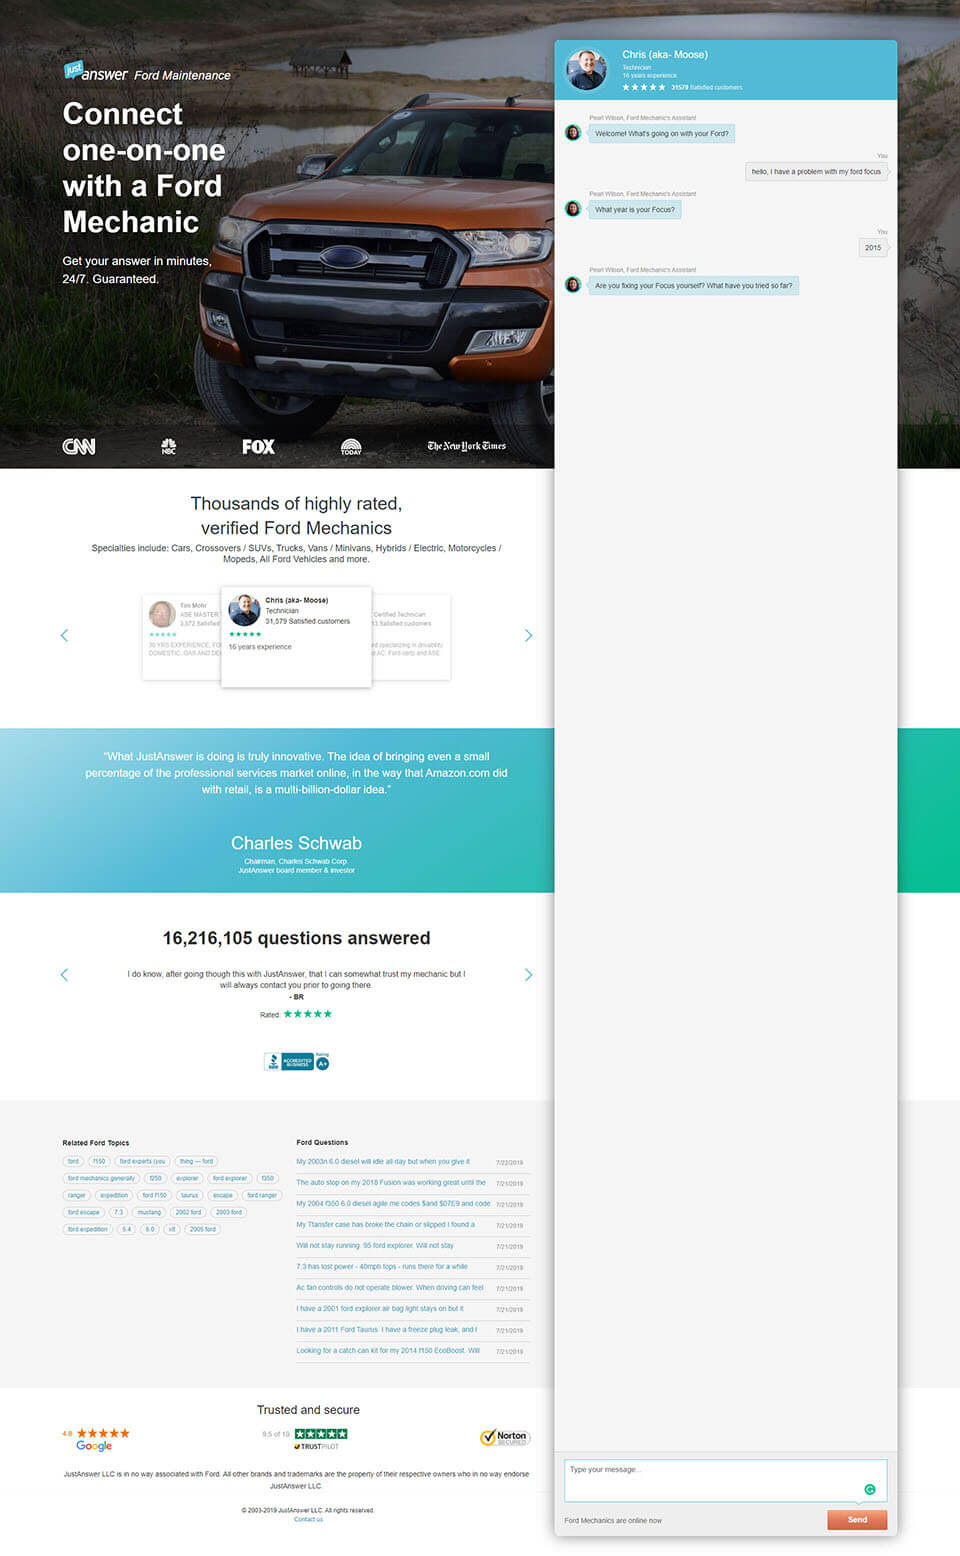 just answer Ford Maintenance
Connect
one-on-one
with a Ford
Mechanic
Get your answer in minutes,
24/7. Guaranteed.
CNN
NBC
FOX
TODAY
The New York Times
Chris (aka- Moose)
Technician
16 years experience
31579 Satisfied customers
Pearl Wilson, Ford Mechanic's Assistant
Welcome! What's going on with your Ford?
You
hello, I have a problem with my ford focus
Pearl Wilson, Ford Mechanic's Assistant
What year is your Focus?
You
2015
Pearl Wilson, Ford Mechanic's Assistant
Are you fixing your Focus yourself? What have you tried so far?
Type your message...
Ford Mechanics are online now
Send
Thousands of highly rated,
verified Ford Mechanics
Specialties include: Cars, Crossovers / SUVs, Trucks, Vans / Minivans, Hybrids / Electric, Motorcycles /
Mopeds, All Ford Vehicles and more.
Tim Mohr
ASE MASTER
3,672 Satisfied
30 YRS EXPERIENCE, FO
DOMESTIC, GAS AND DE
Chris (aka- Moose)
Technician
31,579 Satisfied customers
16 years experience
Certified Technician
13 Satisfied customers
ed specializing in drivability
AC. Ford certs and ASE
“What JustAnswer is doing is truly innovative. The idea of bringing even a small
percentage of the professional services market online, in the way that Amazon.com did
with retail, is a multi-billion-dollar idea.”
Charles Schwab
Chairman, Charles Schwab Corp
JustAnswer board member & investor
16,216,105 questions answered
I do know, after going though this with JustAnswer, that I can somewhat trust my mechanic but I
will always contact you prior to going there.
- BR
Rated:
BBB ACCREDITED BUSINESS Rating A+
Related Ford Topics
ford f150 ford experts (you thing — ford
ford mechanics generally f250 explorer ford explorer f350
ranger expedition ford f150 taurus escape ford ranger
ford escape 7.3 mustang 2002 ford 2003 ford
ford expedition 5.4 6.0 xlt 2005 ford
Ford Questions
My 2003n 6.0 diesel will idle all day but when you give it 7/22/2019
The auto stop on my 2018 Fusion was working great until the 7/21/2019
My 2004 f350 6.0 diesel agile me codes $and $07E9 and code 7/21/2019
My Ttansfer case has broke the chain or slipped I found a 7/21/2019
Will not stay running. 95 ford explorer. Will not stay 7/21/2019
7.3 has lost power - 40mph tops - runs there for a while 7/21/2019
Ac fan controls do not operate blower. When driving can feel 7/21/2019
I have a 2001 ford explorer air bag light stays on but it 7/21/2019
I have a 2011 Ford Taurus. I have a freeze plug leak, and I 7/21/2019
Looking for a catch can kit for my 2014 f150 EcoBoost. Will 7/21/2019
Trusted and secure
4.6
Google
9.5 of 10
TRUSTPILOT
Norton
SECURED
JustAnswer LLC is in no way associated with Ford. All other brands and trademarks are the property of their respective owners who in no way endorse
JustAnswer LLC.
© 2003-2019 JustAnswer LLC. All rights reserved.
Contact us